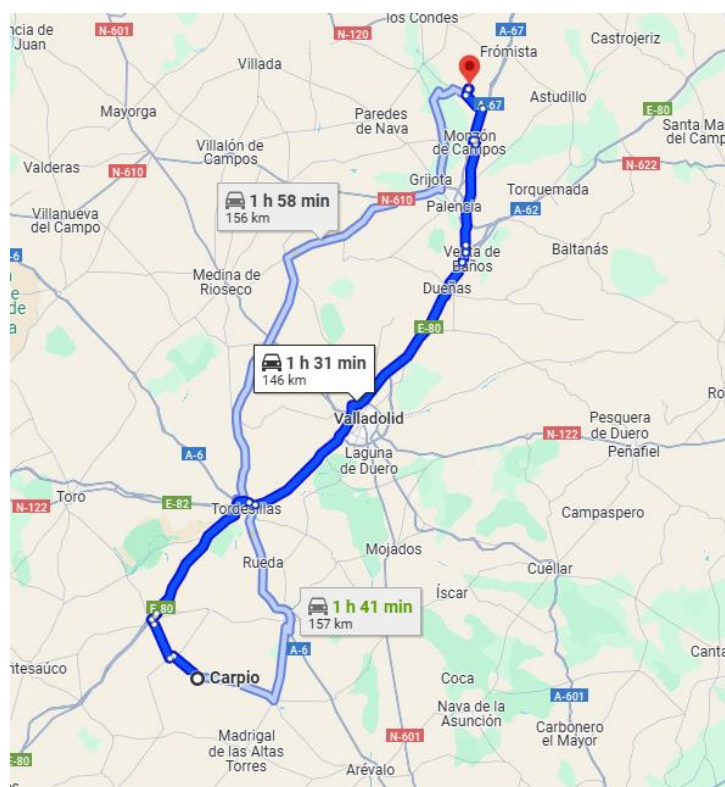 los Condes
A-67
N-601
N-120
Castrojeriz
encia de
Juan
Frómista
Villada
A-67
Astudillo
Mayorga
Paredes
de Nava
E-80
Santa Mar
del Camp
Monzón
de Campos
Villalón de
Campos
Valderas
N-610
Grijota
N-622
1 h 58 min
156 km
N-610
Torquemada
Palencia
A-62
Villanueva
del Campo
-6
Venta de
Baños
Baltanás
Medina de
Rioseco
Dueñas
E-80
1 h 31 min
146 km
Ro
Valladolid
Pesquera
de Duero
N-122
Peñafiel
Laguna
de Duero
A-6
Toro
E-82
N-122
Tordesillas
Campaspero
Mojados
Rueda
Cuéllar
Íscar
1 h 41 min
157 km
E-80
A-6
Carpio
ntesaúco
Coca
Canta
Nava de la
Asunción
A-601
Madrigal
de las Altas
Torres
N-601
Carbonero
el Mayor
E-80
Arévalo